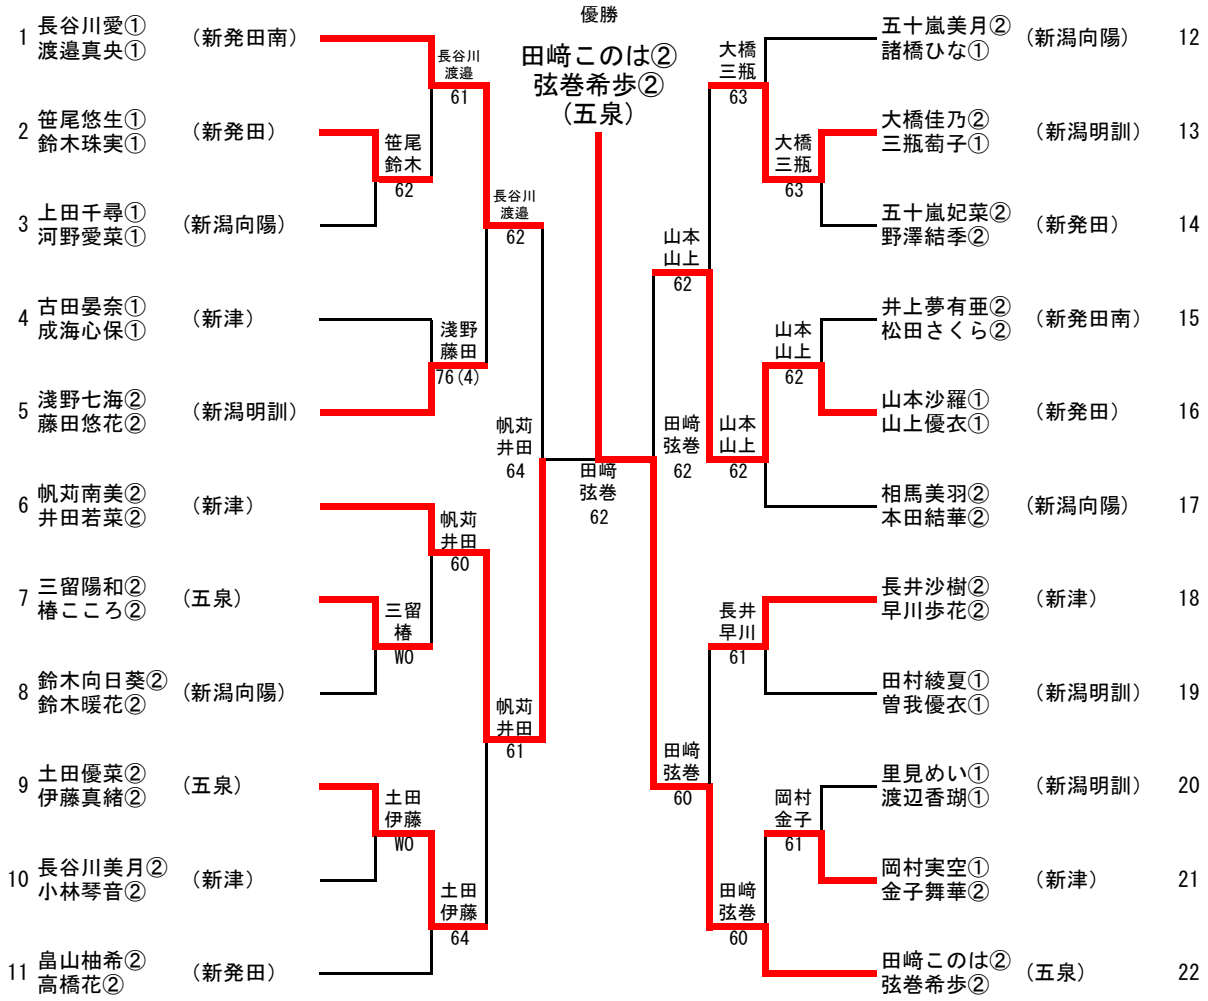 優勝
田﨑このは②
弦巻希歩②
(五泉)
1 長谷川愛① (新発田南)
渡邉真央①
2 笹尾悠生① (新発田)
鈴木珠実①
3 上田千尋① (新潟向陽)
河野愛菜①
4 古田晏奈① (新津)
成海心保①
5 淺野七海② (新潟明訓)
藤田悠花②
6 帆苅南美② (新津)
井田若菜②
7 三留陽和② (五泉)
椿こころ②
8 鈴木向日葵② (新潟向陽)
鈴木暖花②
9 土田優菜② (五泉)
伊藤真緒②
10 長谷川美月② (新津)
小林琴音②
11 畠山柚希② (新発田)
高橋花②
長谷川
渡邉
61
笹尾
鈴木
62
長谷川
渡邉
62
淺野
藤田
76(4)
帆苅
井田
64
帆苅
井田
60
三留
椿
W0
帆苅
井田
61
土田
伊藤
W0
土田
伊藤
64
田﨑
弦巻
62
大橋
三瓶
63
大橋
三瓶
63
山本
山上
62
山本
山上
62
田﨑
弦巻
62
山本
山上
62
長井
早川
61
田﨑
弦巻
60
岡村
金子
61
田﨑
弦巻
60
五十嵐美月② (新潟向陽) 12
諸橋ひな①
大橋佳乃② (新潟明訓) 13
三瓶萄子①
五十嵐妃菜② (新発田) 14
野澤結季②
井上夢有亜② (新発田南) 15
松田さくら②
山本沙羅① (新発田) 16
山上優衣①
相馬美羽② (新潟向陽) 17
本田結華②
長井沙樹② (新津) 18
早川歩花②
田村綾夏① (新潟明訓) 19
曽我優衣①
里見めい① (新潟明訓) 20
渡辺香瑚①
岡村実空① (新津) 21
金子舞華②
田﨑このは② (五泉) 22
弦巻希歩②